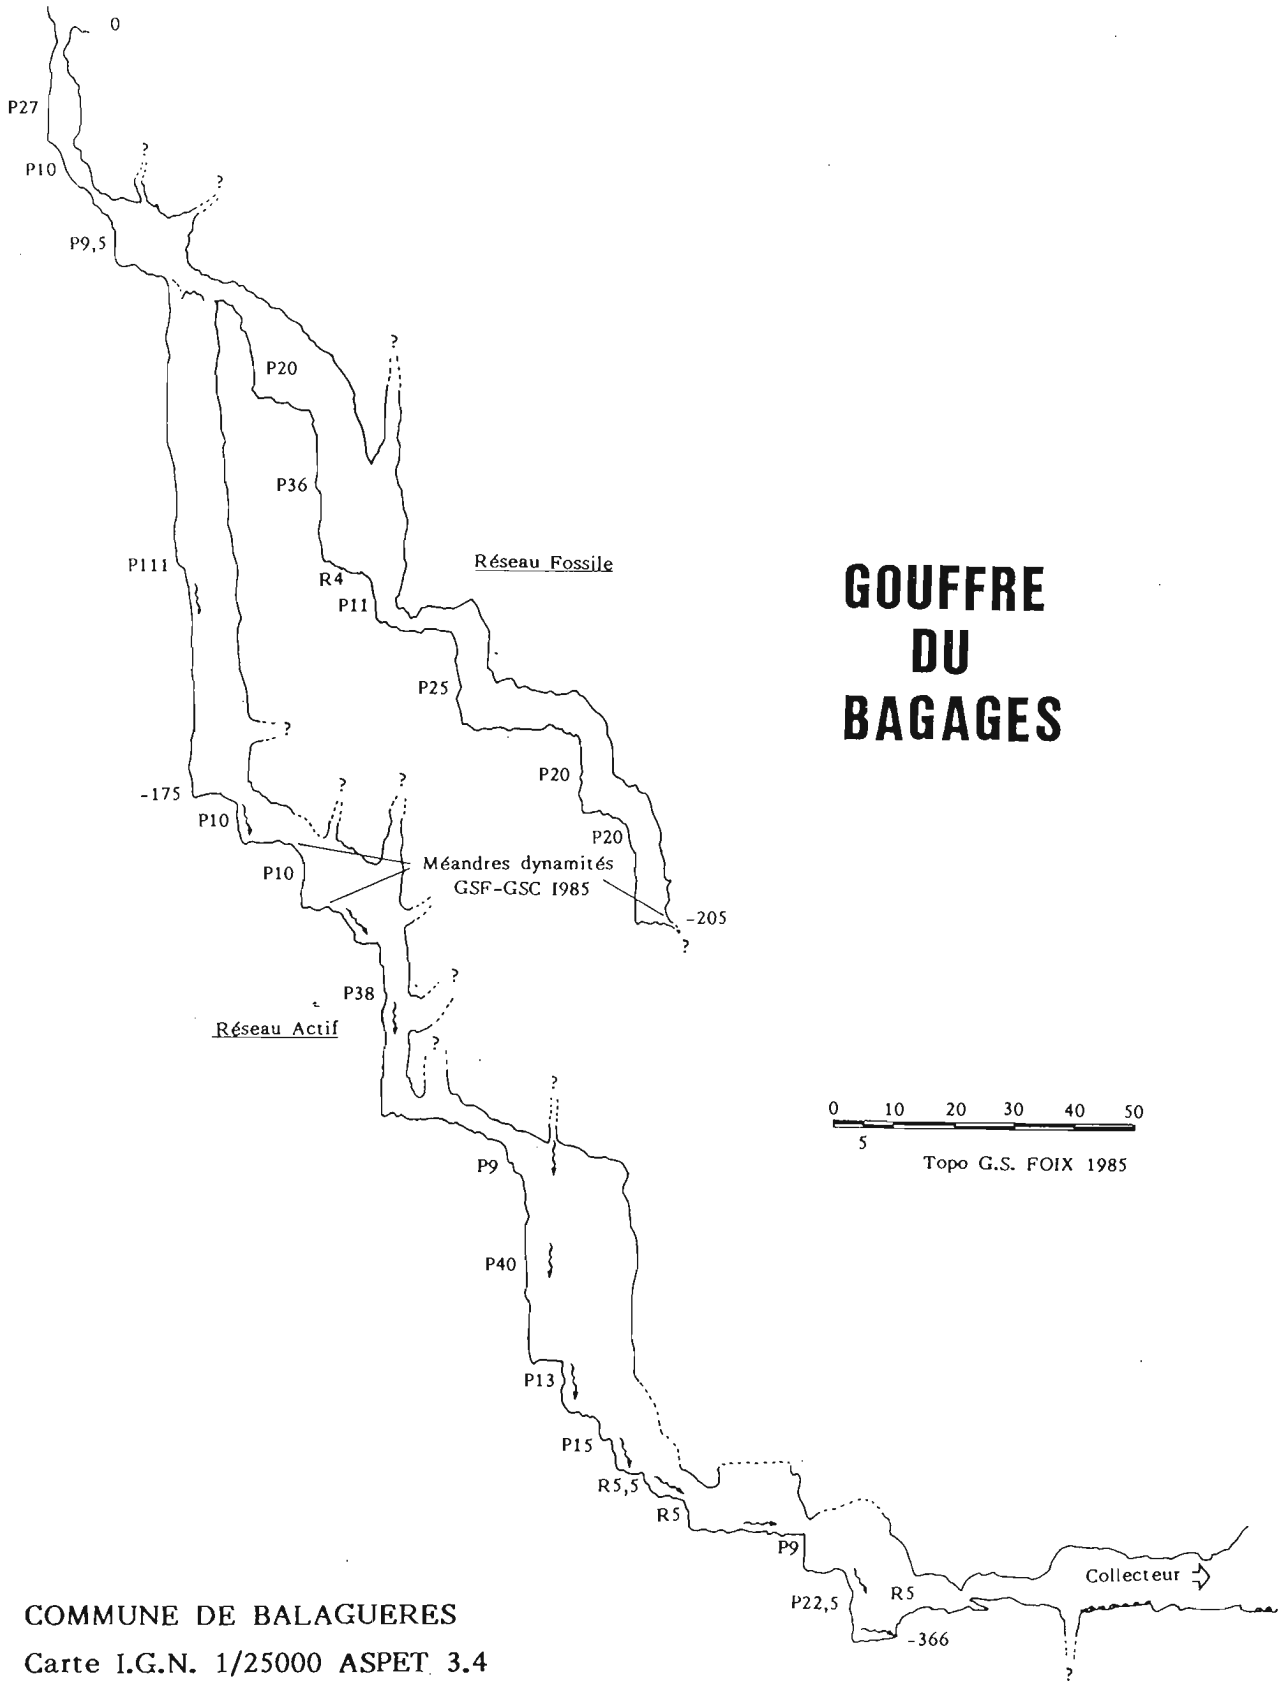 0
P27
?
P10
?
P9,5
?
P20
P36
P111
Réseau Fossile
R4
P11
GOUFFRE
DU
BAGAGES
P25
?
P20
?
?
-175
P10
P20
Méandres dynamités
GSF-GSC I985
P10
-205
?
?
P38
Réseau Actif
?
?
0 10 20 30 40 50
5
Topo G.S. FOIX 1985
P9
P40
P13
P15
R5,5
R5
P9
Collecteur
R5
P22,5
-366
?
COMMUNE DE BALAGUERES
Carte I.G.N. 1/25000 ASPET 3.4